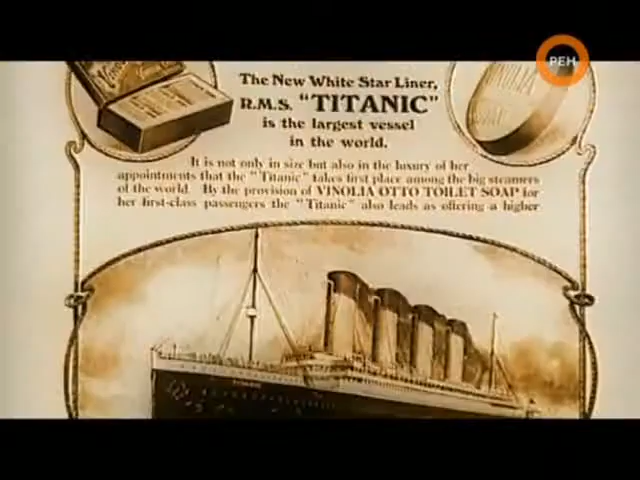 РЕН
The New White Star Liner,
R.M.S. "TITANIC"
is the largest vessel
in the world.
VINOLIA
It is not only in size but also in the luxury of her
appointments that the "Titanic" takes first place among the big steamers
of the world. By the provision of VINOLIA OTTO TOILET SOAP for
her first-class passengers the "Titanic" also leads as offering a higher